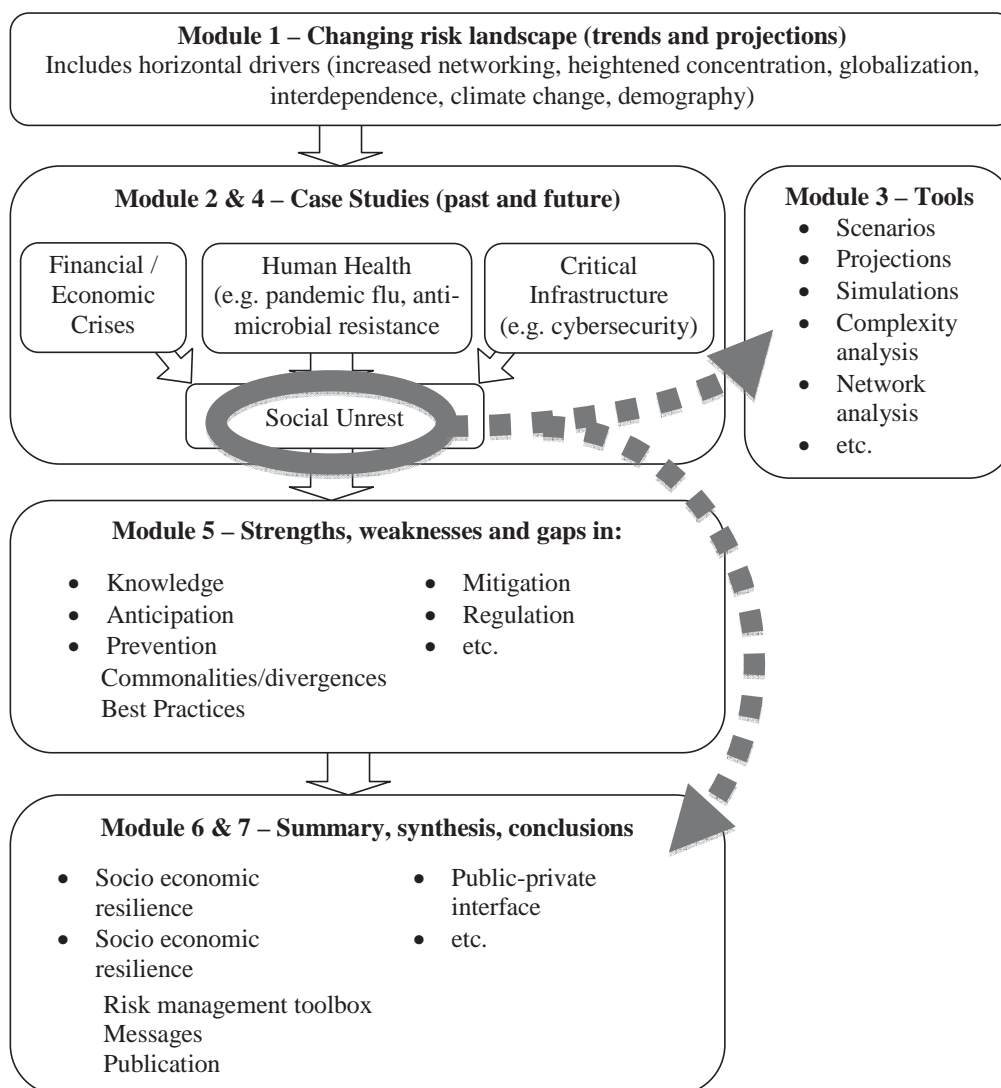 Module 1 – Changing risk landscape (trends and projections)
Includes horizontal drivers (increased networking, heightened concentration, globalization,
interdependence, climate change, demography)
Module 2 & 4 – Case Studies (past and future)
Financial /
Economic
Crises
Human Health
(e.g. pandemic flu, anti-
microbial resistance
Critical
Infrastructure
(e.g. cybersecurity)
Social Unrest
Module 3 – Tools
• Scenarios
• Projections
• Simulations
• Complexity
analysis
• Network
analysis
• etc.
Module 5 – Strengths, weaknesses and gaps in:
• Knowledge
• Anticipation
• Prevention
Commonalities/divergences
Best Practices
• Mitigation
• Regulation
• etc.
Module 6 & 7 – Summary, synthesis, conclusions
• Socio economic
resilience
• Socio economic
resilience
Risk management toolbox
Messages
Publication
• Public-private
interface
• etc.